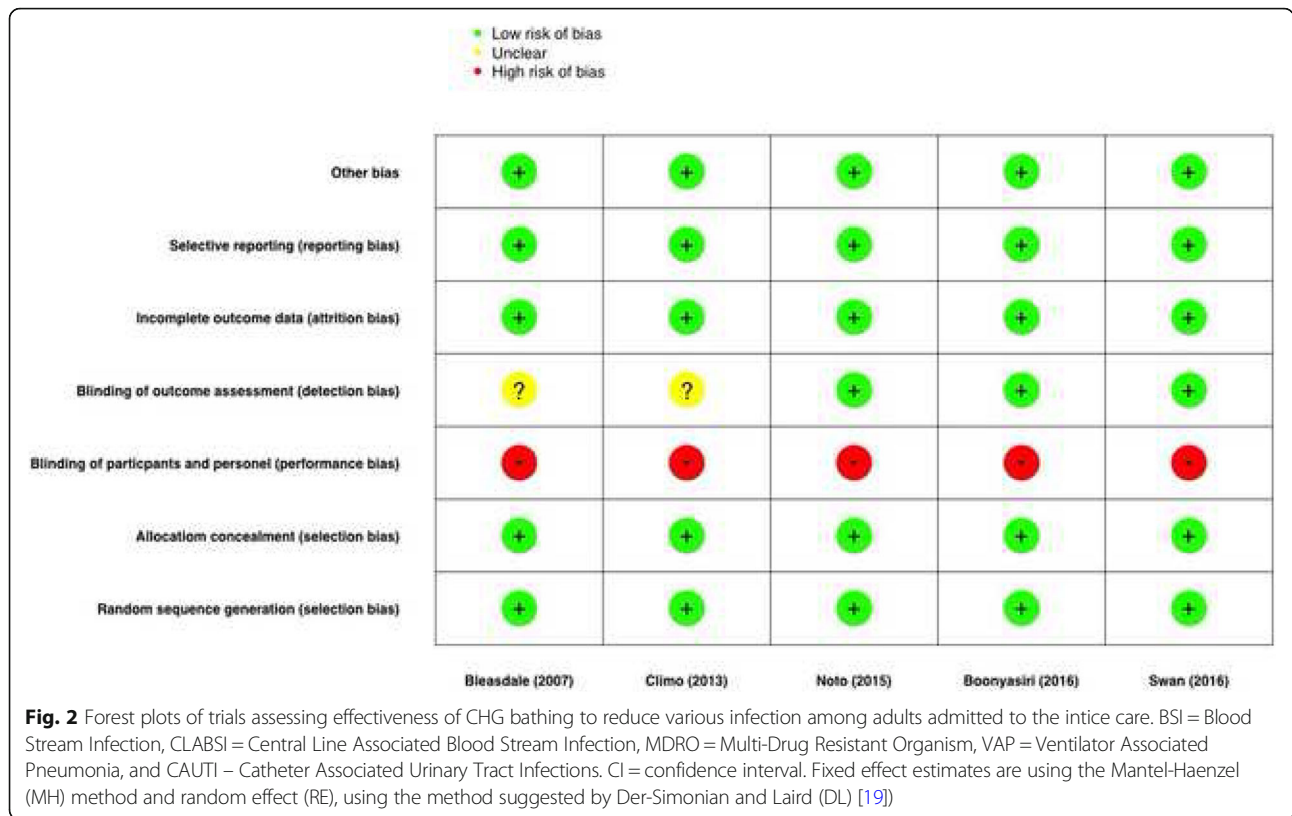 Low risk of bias
Unclear
High risk of bias
Other bias + + + + +
Selective reporting (reporting bias) + + + + +
Incomplete outcome data (attrition bias) + + + + +
Blinding of outcome assessment (detection bias) ? ? + + +
Blinding of particpants and personel (performance bias) - - - - -
Allocatiom concealment (selection bias) + + + + +
Random sequence generation (selection bias) + + + + +
Bleasdale (2007) Climo (2013) Noto (2015) Boonyasiri (2016) Swan (2016)
Fig. 2 Forest plots of trials assessing effectiveness of CHG bathing to reduce various infection among adults admitted to the intice care. BSI = Blood
Stream Infection, CLABSI = Central Line Associated Blood Stream Infection, MDRO = Multi-Drug Resistant Organism, VAP = Ventilator Associated
Pneumonia, and CAUTI – Catheter Associated Urinary Tract Infections. CI = confidence interval. Fixed effect estimates are using the Mantel-Haenzel
(MH) method and random effect (RE), using the method suggested by Der-Simonian and Laird (DL) [19])